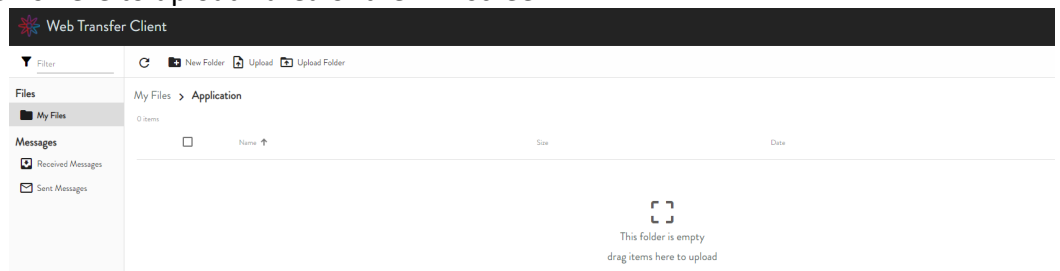 Web Transfer Client
Filter
New Folder Upload Upload Folder
Files
My Files
Messages
Received Messages
Sent Messages
My Files > Application
0 items
Name ↑ Size Date
This folder is empty
drag items here to upload